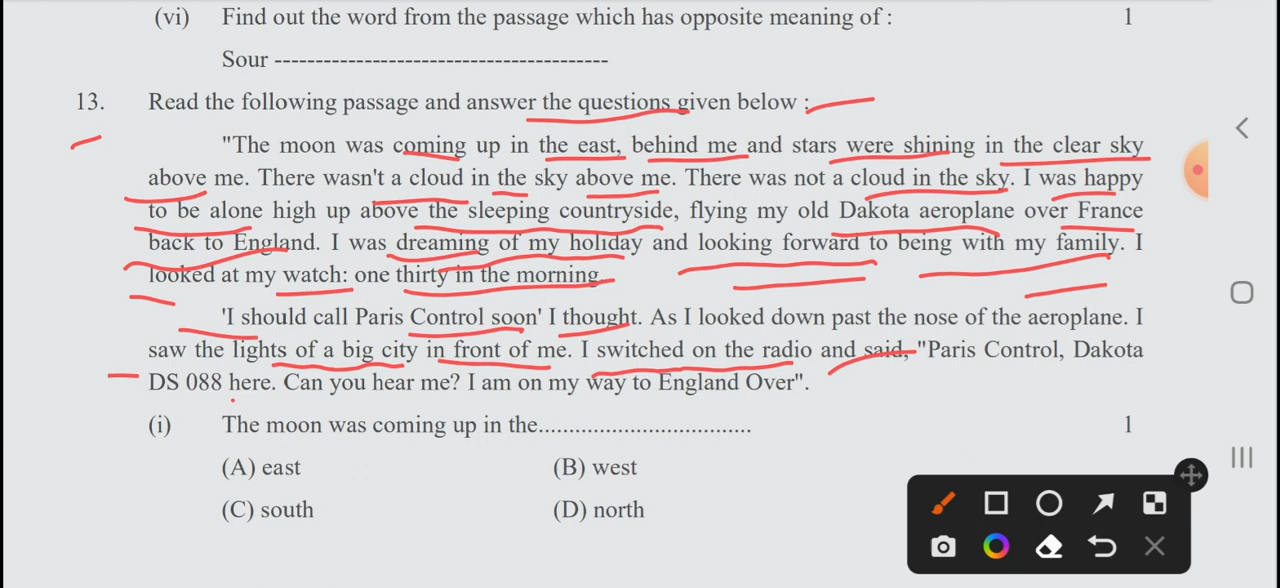 (vi) Find out the word from the passage which has opposite meaning of : 1
Sour ----------------------------------------
13. Read the following passage and answer the questions given below :
"The moon was coming up in the east, behind me and stars were shining in the clear sky
above me. There wasn't a cloud in the sky above me. There was not a cloud in the sky. I was happy
to be alone high up above the sleeping countryside, flying my old Dakota aeroplane over France
back to England. I was dreaming of my holiday and looking forward to being with my family. I
looked at my watch: one thirty in the morning.
'I should call Paris Control soon' I thought. As I looked down past the nose of the aeroplane. I
saw the lights of a big city in front of me. I switched on the radio and said, "Paris Control, Dakota
DS 088 here. Can you hear me? I am on my way to England Over".
(i) The moon was coming up in the................................. 1
(A) east (B) west
(C) south (D) north